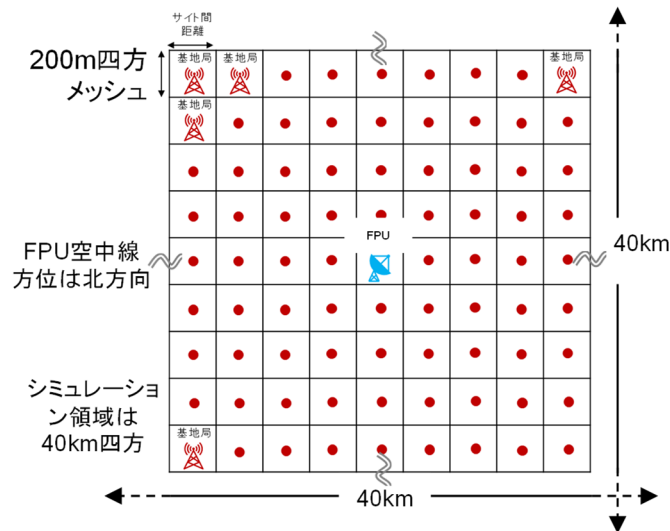 サイト間
距離
200m四方
メッシュ
基地局
基地局
基地局
基地局
FPU
FPU空中線
方位は北方向
40km
シミュレーショ
ン領域は
40km四方
基地局
40km